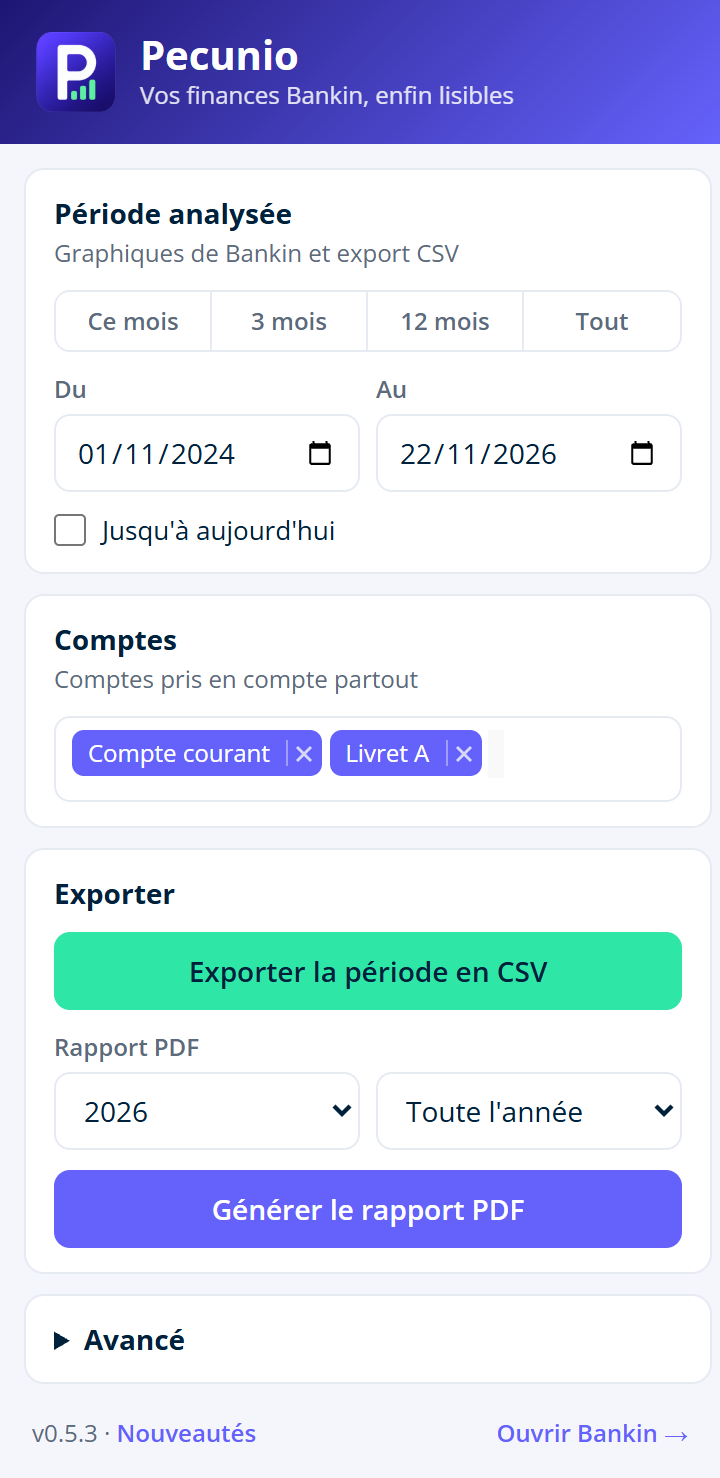 Pecunio
Vos finances Bankin, enfin lisibles
Période analysée
Graphiques de Bankin et export CSV
Ce mois 3 mois 12 mois Tout
Du Au
01/11/2024 22/11/2026
Jusqu'à aujourd'hui
Comptes
Comptes pris en compte partout
Compte courant × Livret A ×
Exporter
Exporter la période en CSV
Rapport PDF
2026 Toute l'année
Générer le rapport PDF
Avancé
v0.5.3 · Nouveautés Ouvrir Bankin →